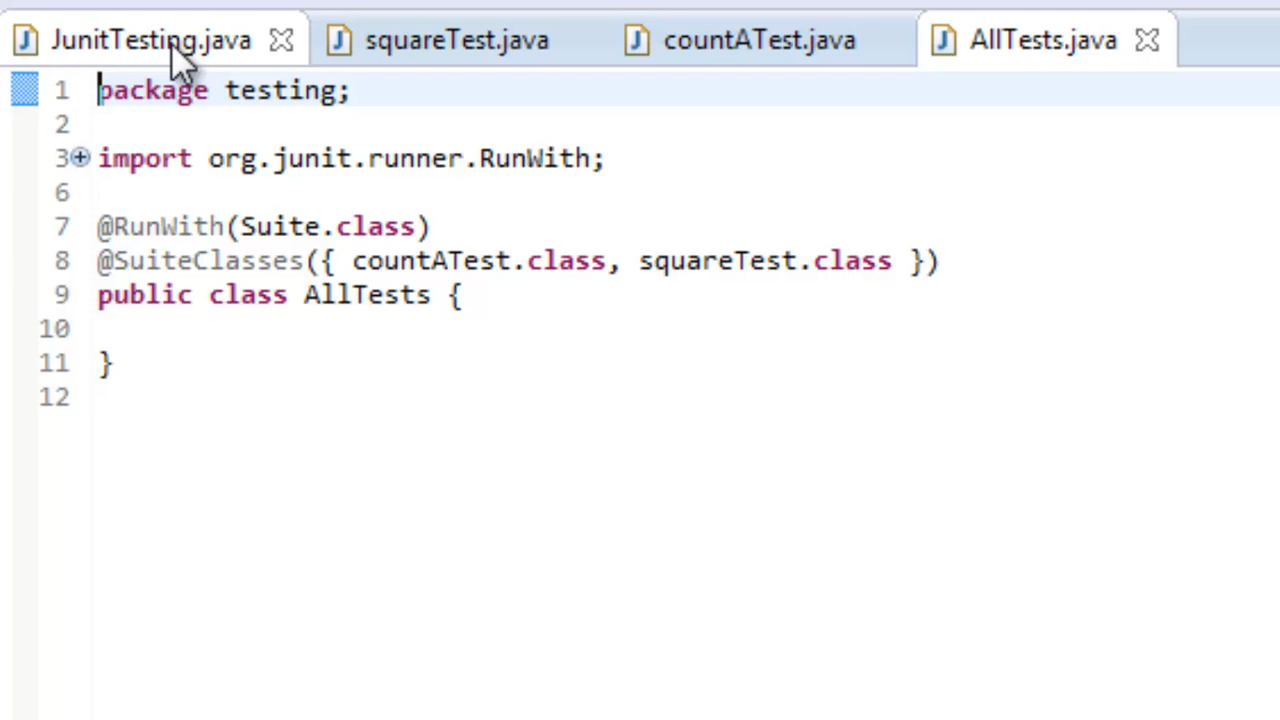 JunitTesting.java squareTest.java countATest.java AllTests.java
1 package testing;
2
3 import org.junit.runner.RunWith;
6
7 @RunWith(Suite.class)
8 @SuiteClasses({ countATest.class, squareTest.class })
9 public class AllTests {
10
11 }
12